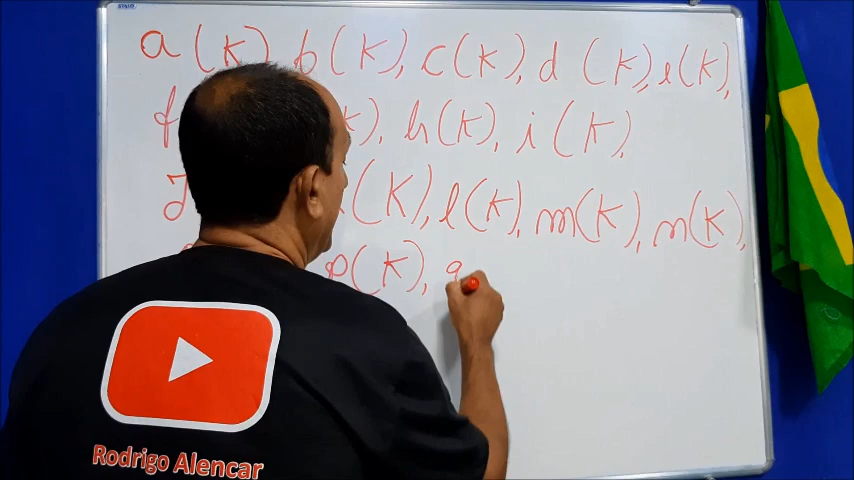 a (K), b (K), c (K), d (K), e (K),
f K), h (K), i (K),
J (K), l (K), m (K), n (K),
p (K), q
Rodrigo Alencar